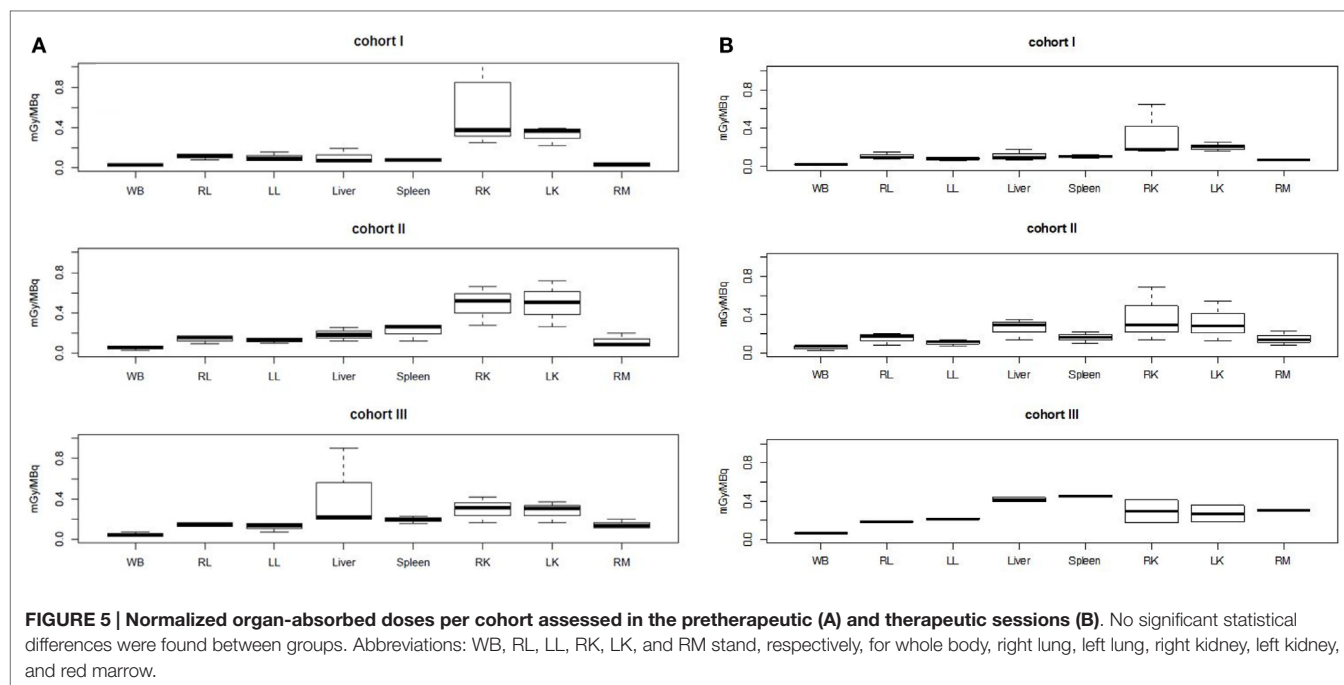 A
cohort I
mGy/MBq
0.0 0.4 0.8
WB RL LL Liver Spleen RK LK RM
cohort II
mGy/MBq
0.0 0.4 0.8
WB RL LL Liver Spleen RK LK RM
cohort III
mGy/MBq
0.0 0.4 0.8
WB RL LL Liver Spleen RK LK RM
B
cohort I
mGy/MBq
0.0 0.4 0.8
WB RL LL Liver Spleen RK LK RM
cohort II
mGy/MBq
0.0 0.4 0.8
WB RL LL Liver Spleen RK LK RM
cohort III
mGy/MBq
0.0 0.4 0.8
WB RL LL Liver Spleen RK LK RM
FIGURE 5 | Normalized organ-absorbed doses per cohort assessed in the pretherapeutic (A) and therapeutic sessions (B). No significant statistical
differences were found between groups. Abbreviations: WB, RL, LL, RK, LK, and RM stand, respectively, for whole body, right lung, left lung, right kidney, left kidney,
and red marrow.